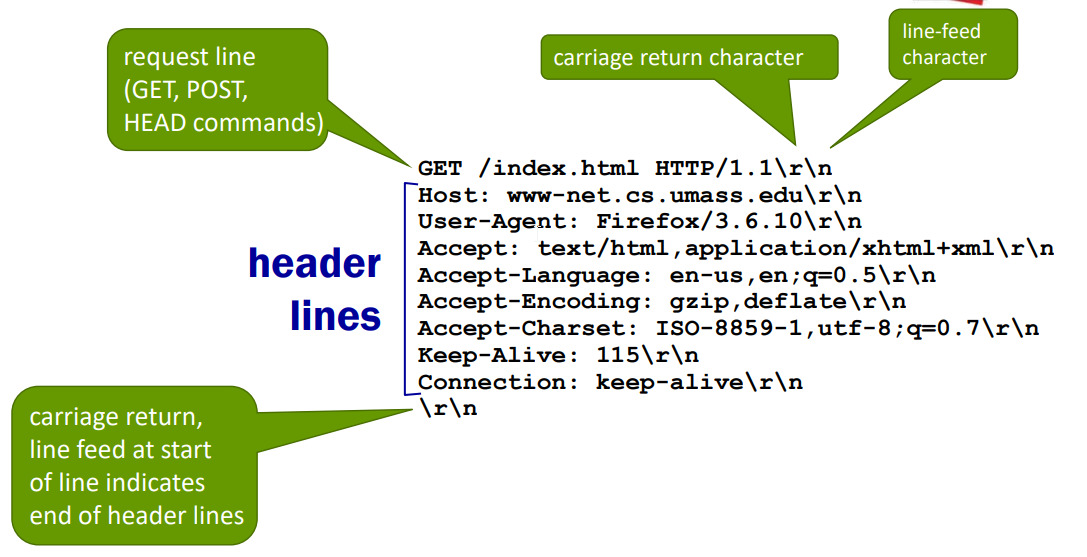 request line
(GET, POST,
HEAD commands)
carriage return character
line-feed
character
GET /index.html HTTP/1.1\r\n
Host: www-net.cs.umass.edu\r\n
User-Agent: Firefox/3.6.10\r\n
Accept: text/html,application/xhtml+xml\r\n
Accept-Language: en-us,en;q=0.5\r\n
Accept-Encoding: gzip,deflate\r\n
Accept-Charset: ISO-8859-1,utf-8;q=0.7\r\n
Keep-Alive: 115\r\n
Connection: keep-alive\r\n
\r\n
header
lines
carriage return,
line feed at start
of line indicates
end of header lines